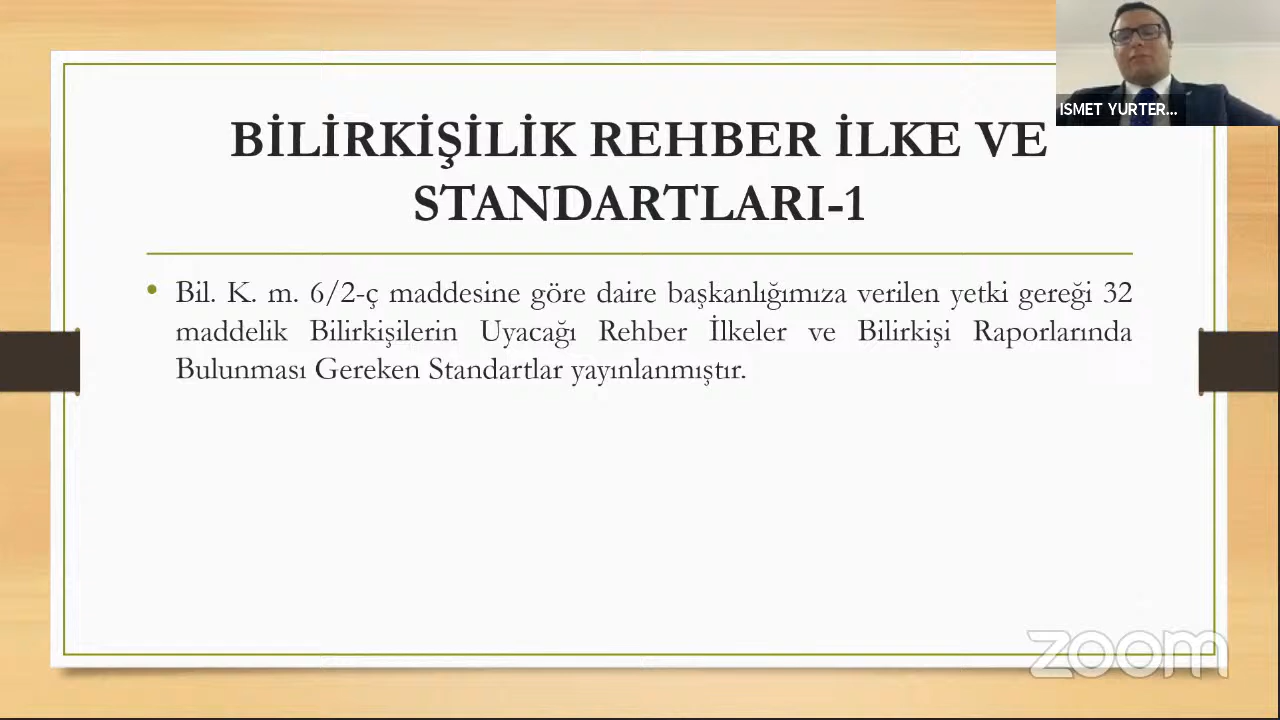 ISMET YURTER...
BİLİRKİŞİLİK REHBER İLKE VE
STANDARTLARI-1
• Bil. K. m. 6/2-ç maddesine göre daire başkanlığımıza verilen yetki gereği 32
maddelik Bilirkişilerin Uyacağı Rehber İlkeler ve Bilirkişi Raporlarında
Bulunması Gereken Standartlar yayınlanmıştır.
zoom